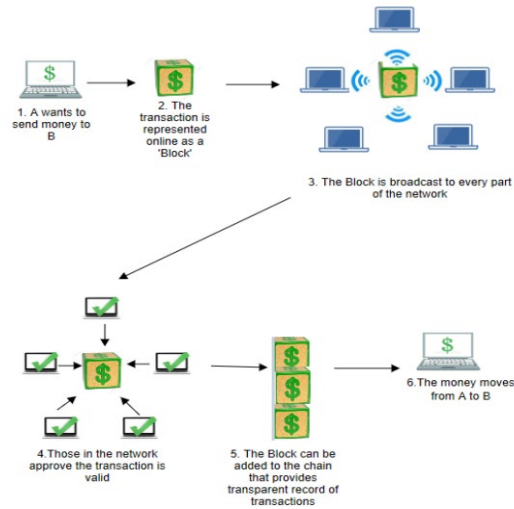 $
$
$
1. A wants to
send money to
B
2. The
transaction is
represented
online as a
'Block'
3. The Block is broadcast to every part
of the network
$
$
$
$
$
4.Those in the network
approve the transaction is
valid
5. The Block can be
added to the chain
that provides
transparent record of
transactions
6.The money moves
from A to B